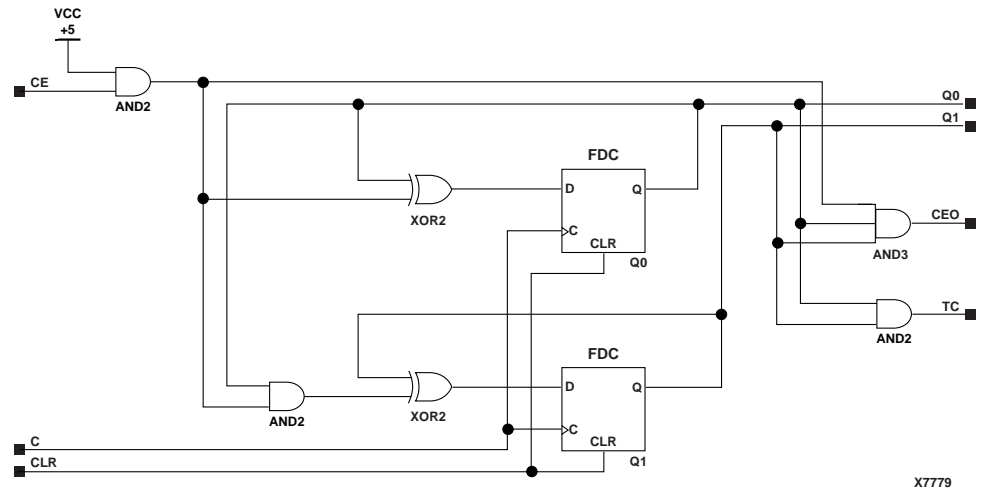 VCC
+5
CE
AND2
Q0
Q1
FDC
D
Q
XOR2
C
CLR
Q0
CEO
AND3
TC
AND2
FDC
D
Q
AND2
XOR2
C
CLR
Q1
C
CLR
X7779